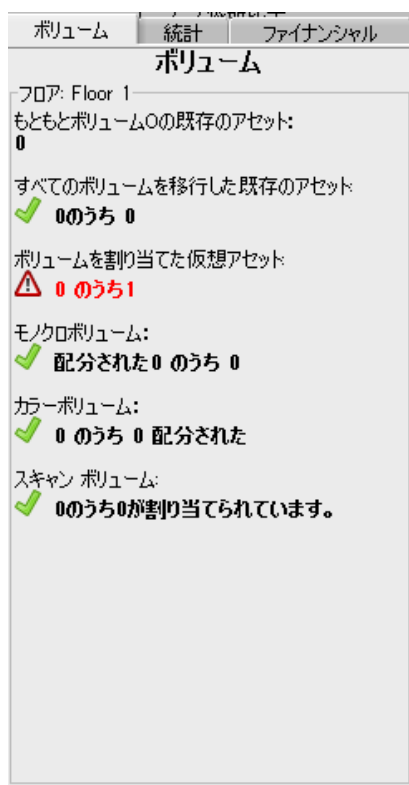 ボリューム 統計 ファイナンシャル
ボリューム
フロア: Floor 1
もともとボリューム0の既存のアセット:
0
すべてのボリュームを移行した既存のアセット:
0のうち 0
ボリュームを割り当てた仮想アセット:
0 のうち1
モノクロボリューム:
配分された0 のうち 0
カラーボリューム:
0 のうち 0 配分された
スキャン ボリューム:
0のうち0が割り当てられています。